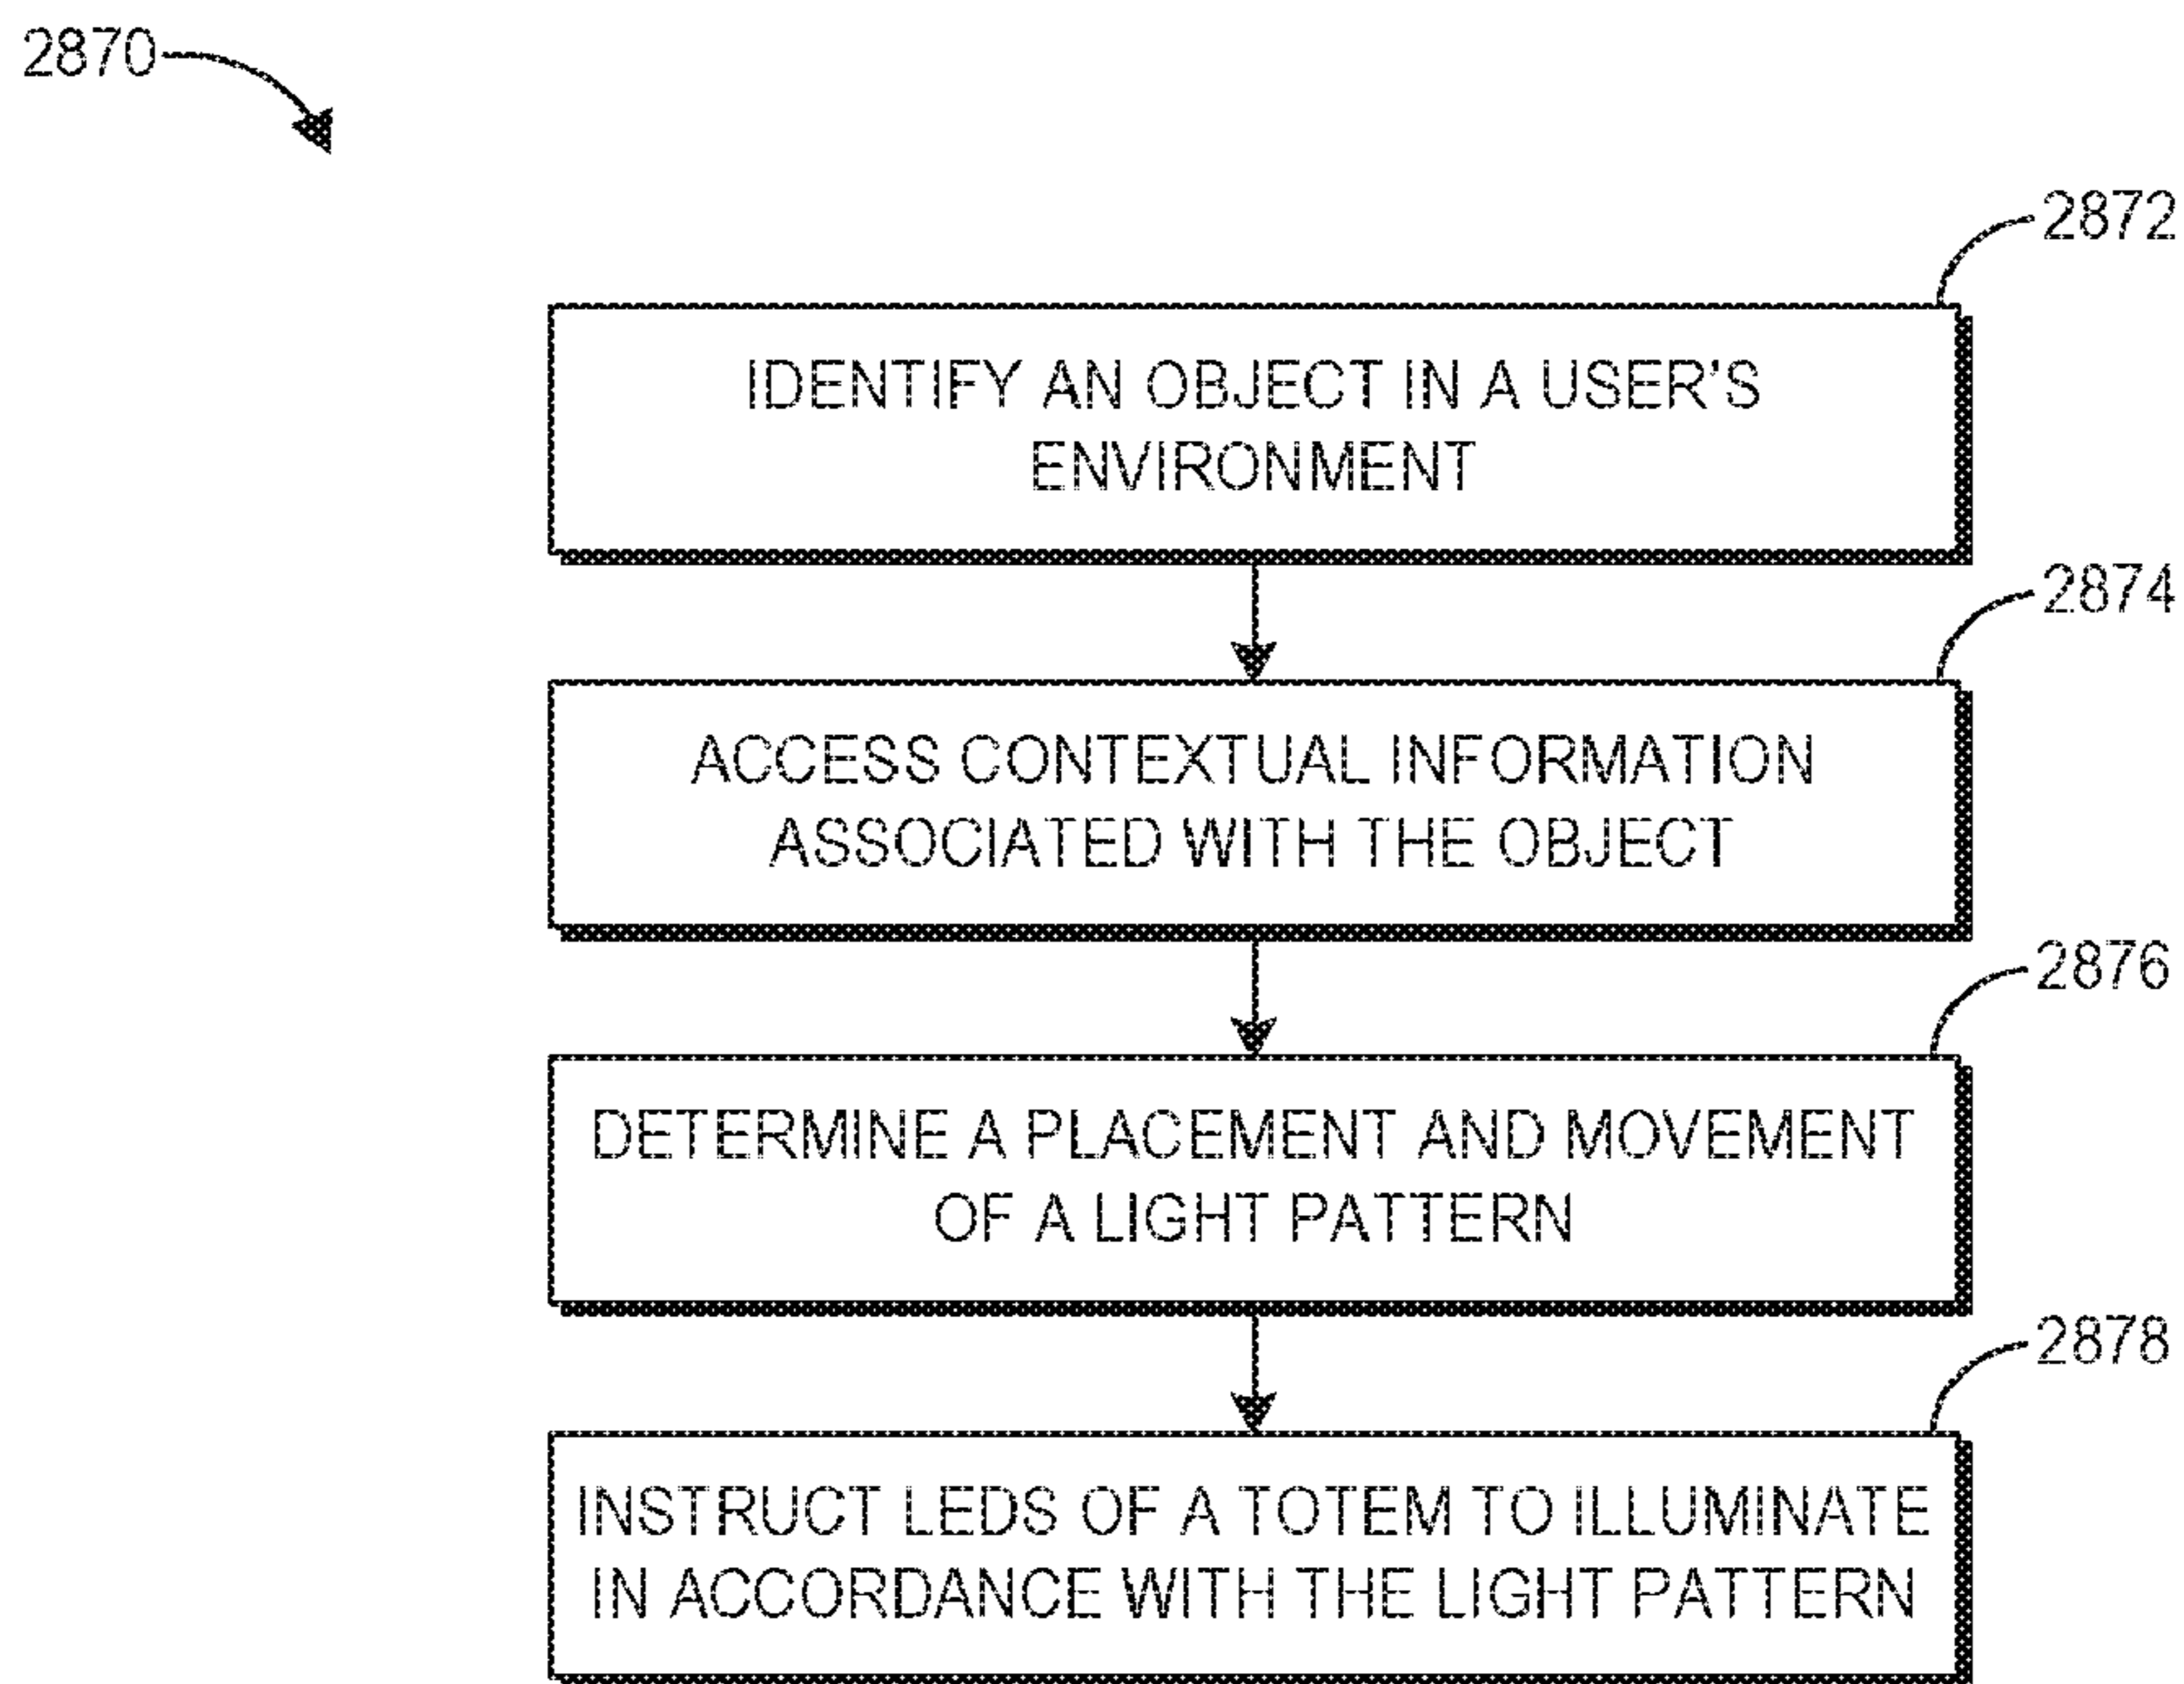 2870
2872
IDENTIFY AN OBJECT IN A USER'S
ENVIRONMENT
2874
ACCESS CONTEXTUAL INFORMATION
ASSOCIATED WITH THE OBJECT
2876
DETERMINE A PLACEMENT AND MOVEMENT
OF A LIGHT PATTERN
2878
INSTRUCT LEDS OF A TOTEM TO ILLUMINATE
IN ACCORDANCE WITH THE LIGHT PATTERN